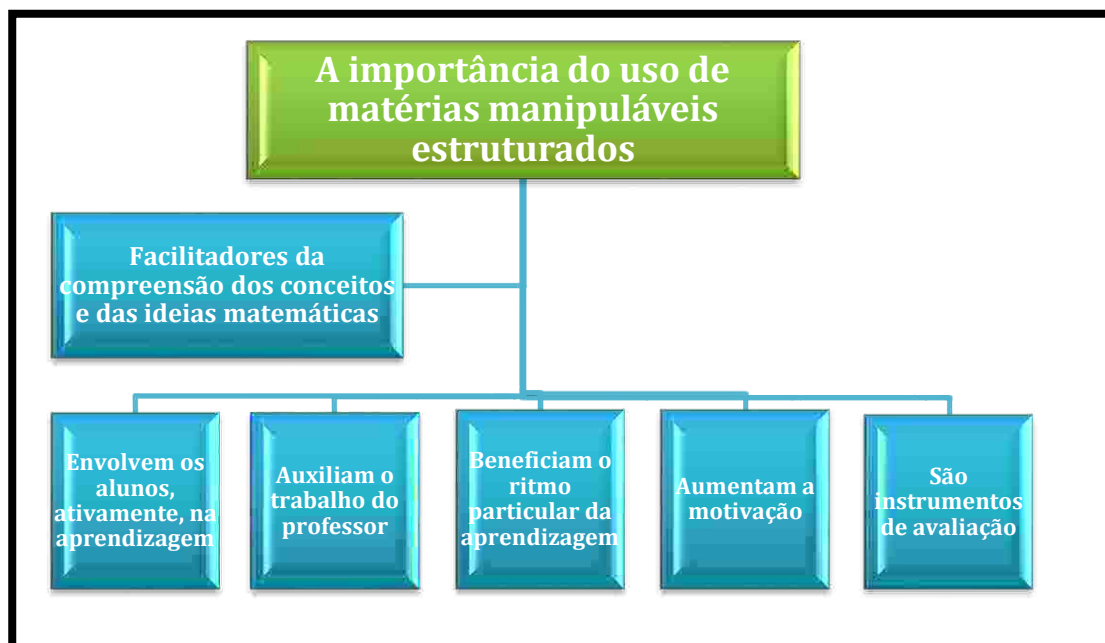 A importância do uso de
matérias manipuláveis
estruturados
Facilitadores da
compreensão dos conceitos
e das ideias matemáticas
Envolvem os
alunos,
ativamente, na
aprendizagem
Auxiliam o
trabalho do
professor
Beneficiam o
ritmo
particular da
aprendizagem
Aumentam a
motivação
São
instrumentos
de avaliação